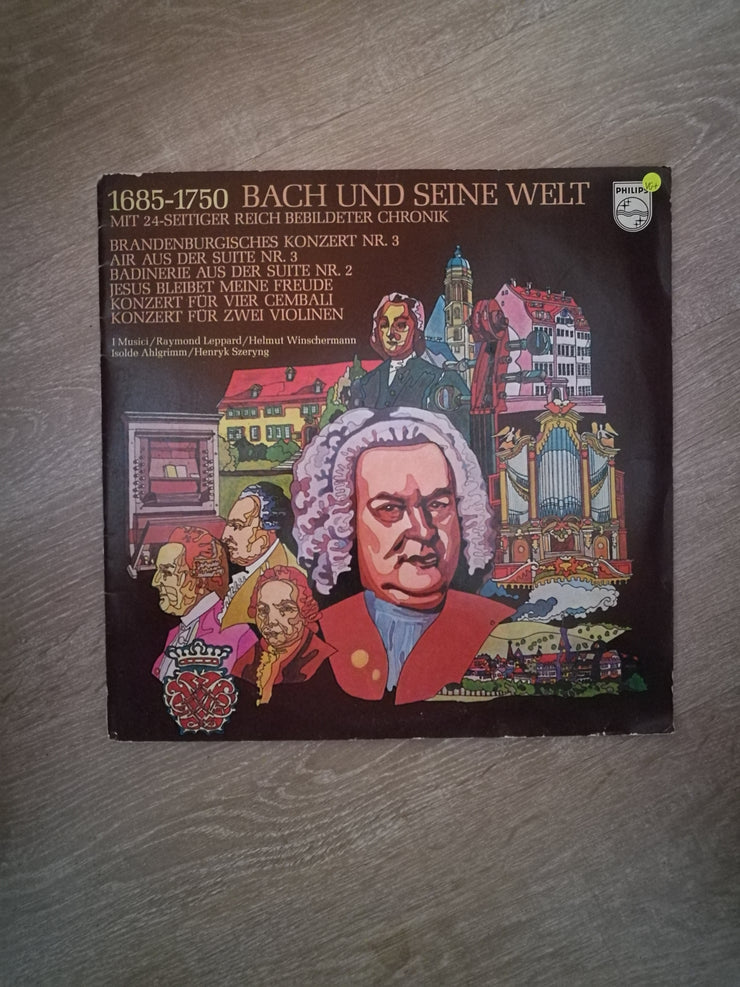 1685-1750 BACH UND SEINE WELT
MIT 24-SEITIGER REICH BEBILDETER CHRONIK
BRANDENBURGISCHES KONZERT NR. 3
AIR AUS DER SUITE NR. 3
BADINERIE AUS DER SUITE NR. 2
JESUS BLEIBET MEINE FREUDE
KONZERT FÜR VIER CEMBALI
KONZERT FÜR ZWEI VIOLINEN
I Musici/Raymond Leppard/Helmut Winschermann
Isolde Ahlgrimm/Henryk Szeryng
PHILIPS
VG+